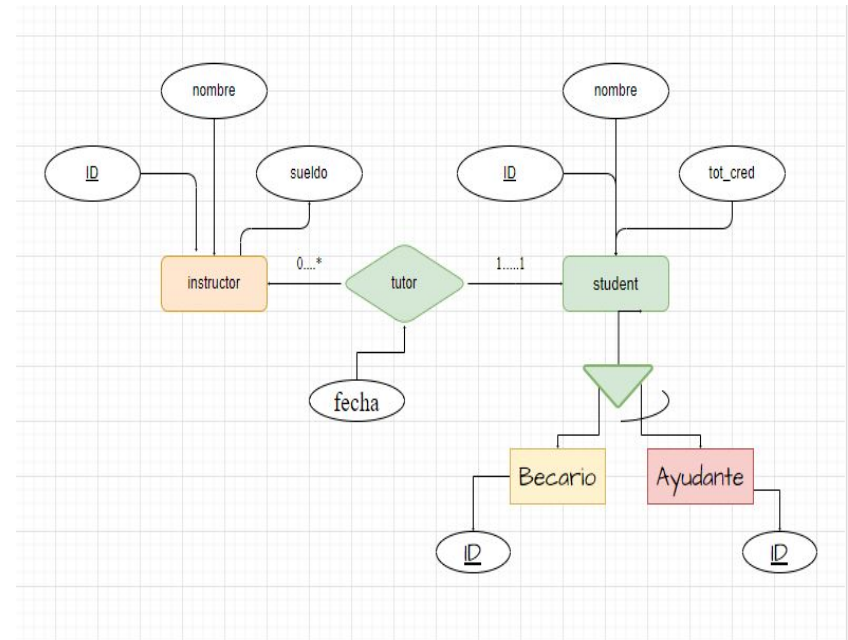 nombre
nombre
ID
sueldo
ID
tot_cred
0....*
1.....1
instructor
tutor
student
fecha
Becario
Ayudante
ID
ID